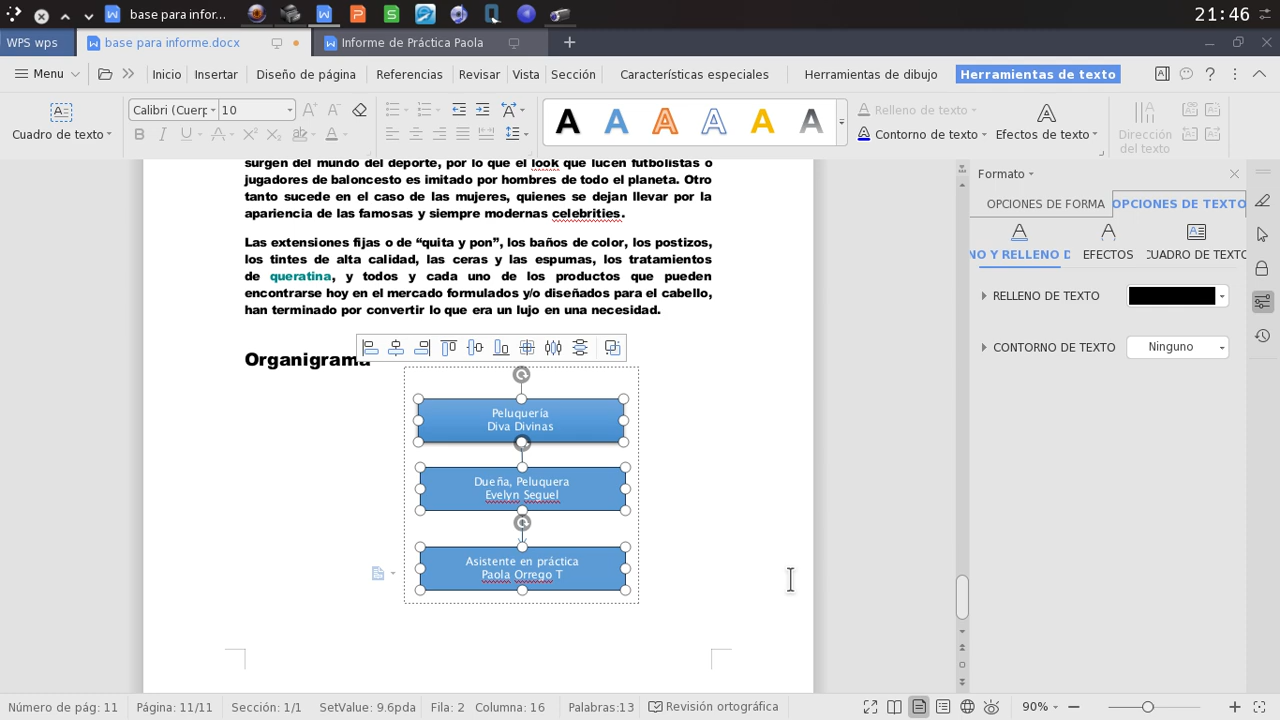 base para infor...
21:46
WPS wps
base para informe.docx
Informe de Práctica Paola
Menu
Inicio
Insertar
Diseño de página
Referencias
Revisar
Vista
Sección
Características especiales
Herramientas de dibujo
Herramientas de texto
Cuadro de texto
Calibri (Cuerp
10
Relleno de texto
Contorno de texto
Efectos de texto
Dirección
del texto
surgen del mundo del deporte, por lo que el look que lucen futbolistas o
jugadores de baloncesto es imitado por hombres de todo el planeta. Otro
tanto sucede en el caso de las mujeres, quienes se dejan llevar por la
apariencia de las famosas y siempre modernas celebrities.
Las extensiones fijas o de “quita y pon”, los baños de color, los postizos,
los tintes de alta calidad, las ceras y las espumas, los tratamientos
de queratina, y todos y cada uno de los productos que pueden
encontrarse hoy en el mercado formulados y/o diseñados para el cabello,
han terminado por convertir lo que era un lujo en una necesidad.
Organigrama
Peluquería
Diva Divinas
Dueña, Peluquera
Evelyn Seguel
Asistente en práctica
Paola Orrego T
Formato
OPCIONES DE FORMA
OPCIONES DE TEXTO
NO Y RELLENO D
EFECTOS
CUADRO DE TEXTO
RELLENO DE TEXTO
CONTORNO DE TEXTO
Ninguno
Número de pág: 11
Página: 11/11
Sección: 1/1
SetValue: 9.6pda
Fila: 2
Columna: 16
Palabras:13
Revisión ortográfica
90%